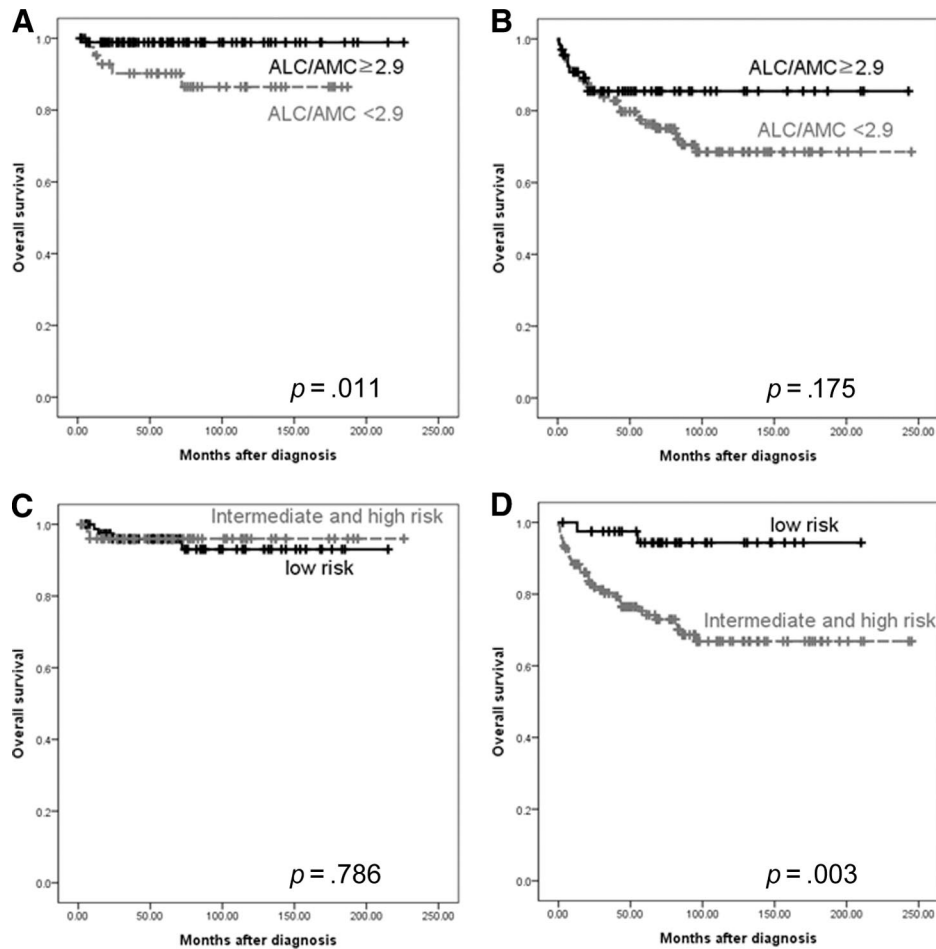 A
Overall survival
1.0
0.8
0.6
0.4
0.2
0.0
ALC/AMC ≥ 2.9
ALC/AMC <2.9
p = .011
0.00 50.00 100.00 150.00 200.00 250.00
Months after diagnosis
B
Overall survival
1.0
0.8
0.6
0.4
0.2
0.0
ALC/AMC ≥ 2.9
ALC/AMC <2.9
p = .175
0.00 50.00 100.00 150.00 200.00 250.00
Months after diagnosis
C
Overall survival
1.0
0.8
0.6
0.4
0.2
0.0
Intermediate and high risk
low risk
p = .786
0.00 50.00 100.00 150.00 200.00 250.00
Months after diagnosis
D
Overall survival
1.0
0.8
0.6
0.4
0.2
0.0
low risk
Intermediate and high risk
p = .003
0.00 50.00 100.00 150.00 200.00 250.00
Months after diagnosis